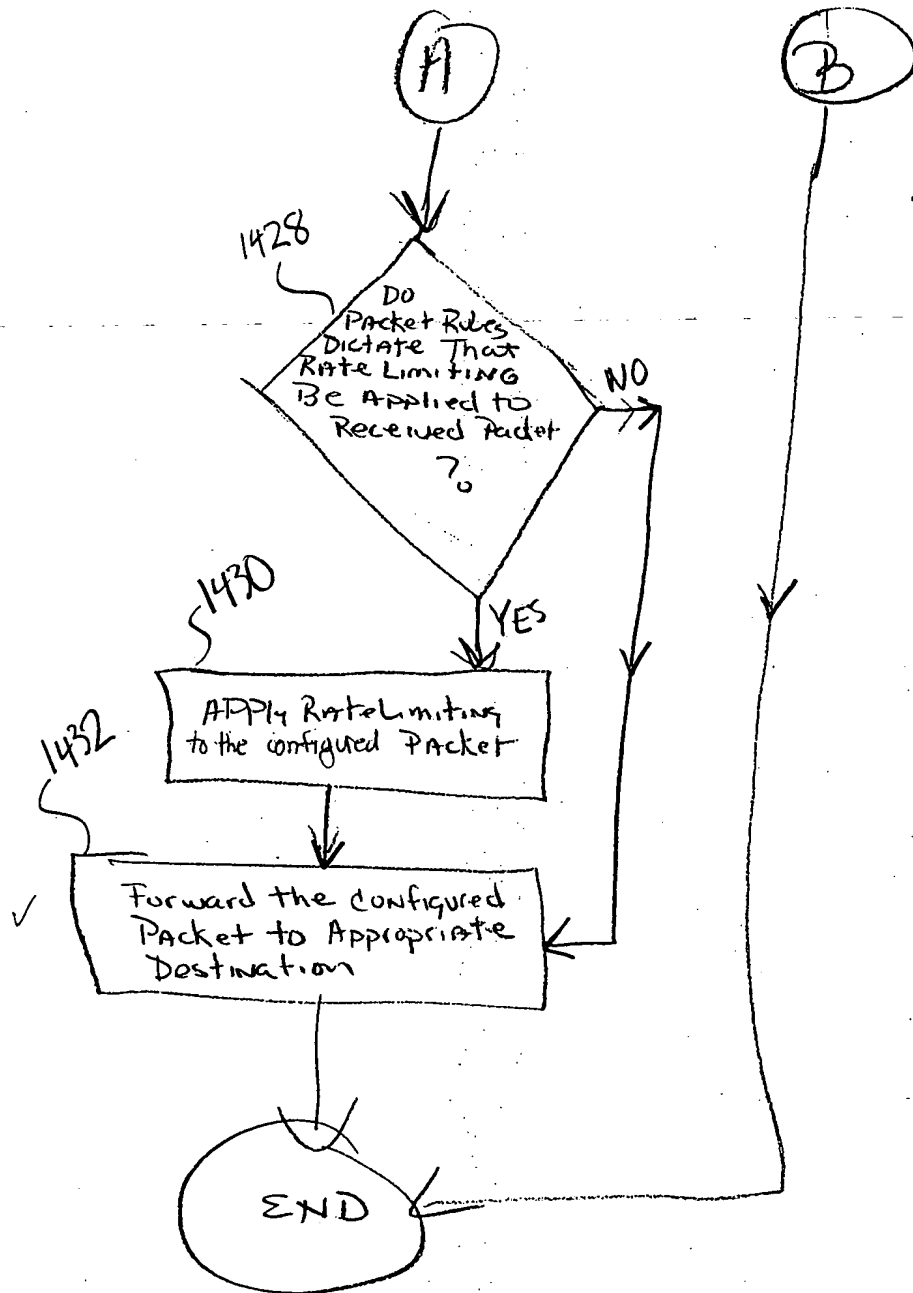 A
B
1428
DO
PAcket Rules
DictAte That
RAte LimitiNG
Be Applied to
Received Packet
?
NO
1430
YES
APPly RAte Limiting
to the configured PAcket
1432
Forward the configured
PAcket to Appropriate
Destination
END